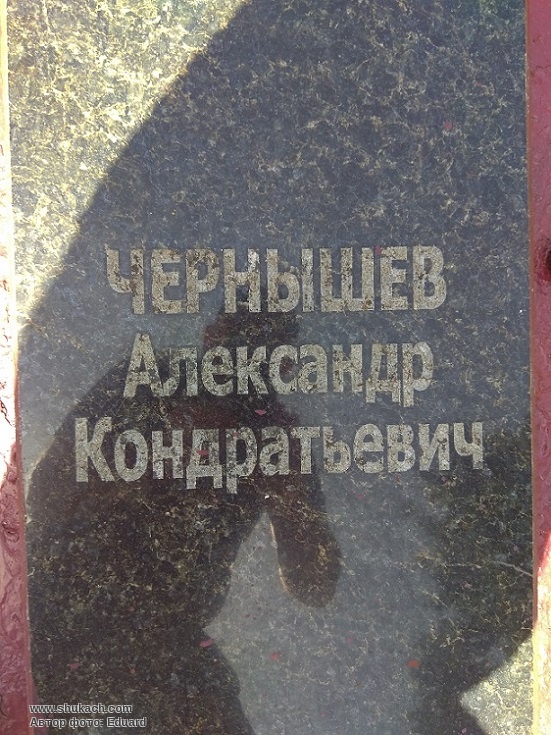 ЧЕРНЫШЕВ
Александр
Кондратьевич
www.shukach.com
Автор фото: Eduard